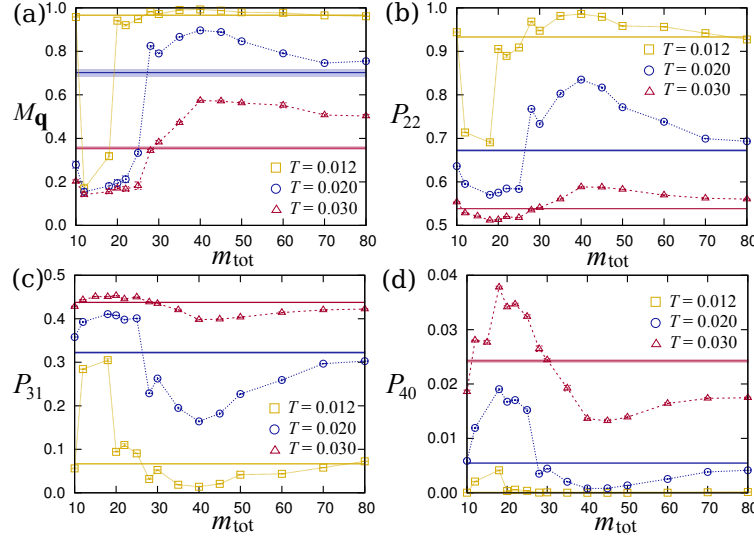 (a)
1.0
0.8
0.6
0.4
0.2
0.0
M𝐪
T = 0.012
T = 0.020
T = 0.030
10 20 30 40 50 60 70 80
m_tot
(b)
1.0
0.9
0.8
0.7
0.6
0.5
P₂₂
T = 0.012
T = 0.020
T = 0.030
10 20 30 40 50 60 70 80
m_tot
(c)
0.5
0.4
0.3
0.2
0.1
0.0
P₃₁
T = 0.012
T = 0.020
T = 0.030
10 20 30 40 50 60 70 80
m_tot
(d)
0.04
0.03
0.02
0.01
0.00
P₄₀
T = 0.012
T = 0.020
T = 0.030
10 20 30 40 50 60 70 80
m_tot